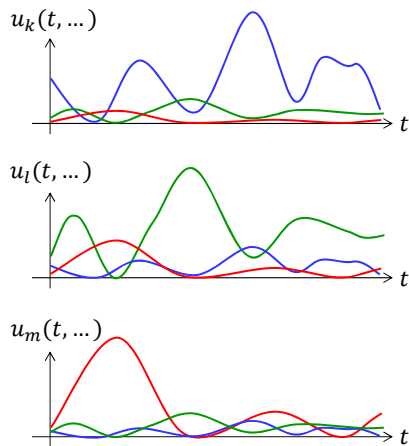 u_k(t, …)
t
u_l(t, …)
t
u_m(t, …)
t